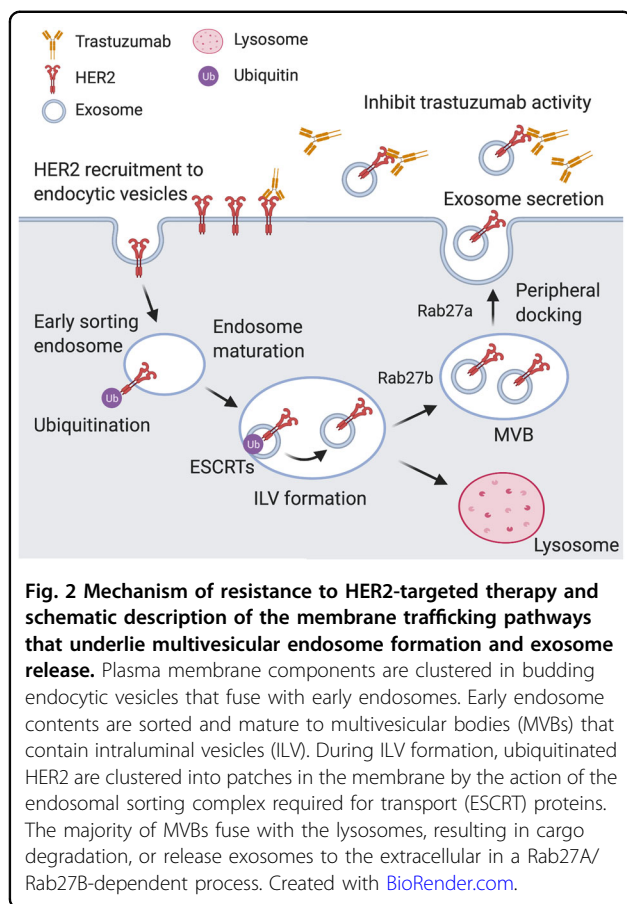 Trastuzumab
HER2
Exosome
Lysosome
Ub Ubiquitin
Inhibit trastuzumab activity
HER2 recruitment to
endocytic vesicles
Exosome secretion
Early sorting
endosome
Ub
Ubiquitination
Endosome
maturation
Ub
ESCRTs
ILV formation
Rab27b
Rab27a
Peripheral
docking
MVB
Lysosome
Fig. 2 Mechanism of resistance to HER2-targeted therapy and
schematic description of the membrane trafficking pathways
that underlie multivesicular endosome formation and exosome
release. Plasma membrane components are clustered in budding
endocytic vesicles that fuse with early endosomes. Early endosome
contents are sorted and mature to multivesicular bodies (MVBs) that
contain intraluminal vesicles (ILV). During ILV formation, ubiquitinated
HER2 are clustered into patches in the membrane by the action of the
endosomal sorting complex required for transport (ESCRT) proteins.
The majority of MVBs fuse with the lysosomes, resulting in cargo
degradation, or release exosomes to the extracellular in a Rab27A/
Rab27B-dependent process. Created with BioRender.com.